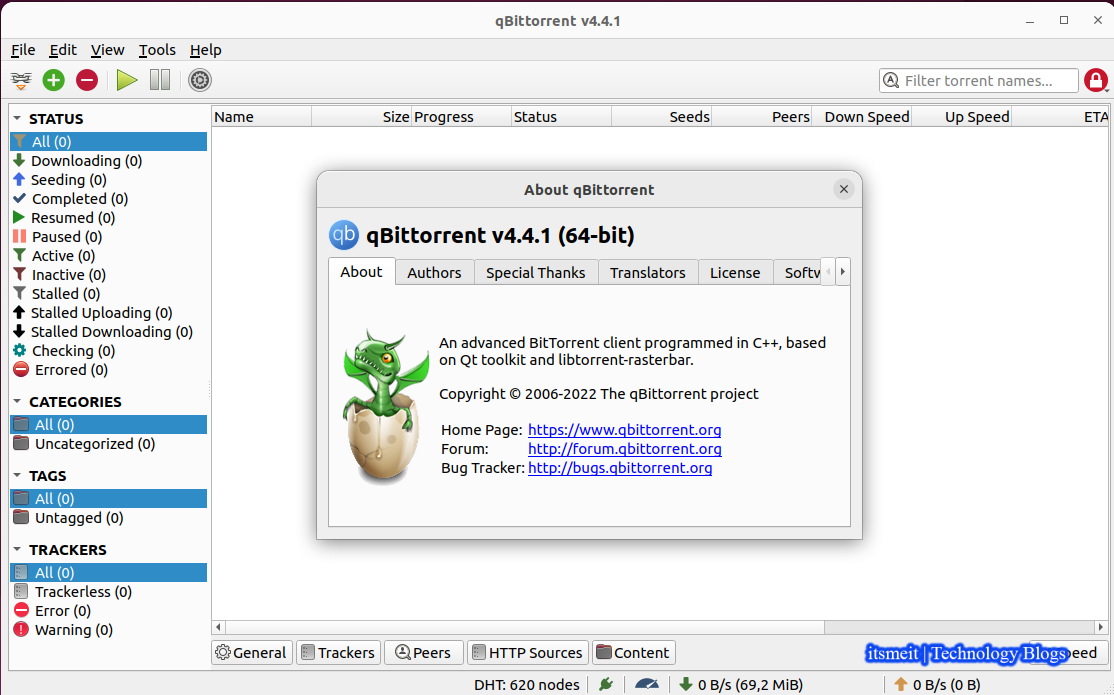 qBittorrent v4.4.1
File Edit View Tools Help
Filter torrent names...
STATUS
All (0)
Downloading (0)
Seeding (0)
Completed (0)
Resumed (0)
Paused (0)
Active (0)
Inactive (0)
Stalled (0)
Stalled Uploading (0)
Stalled Downloading (0)
Checking (0)
Errored (0)
CATEGORIES
All (0)
Uncategorized (0)
TAGS
All (0)
Untagged (0)
TRACKERS
All (0)
Trackerless (0)
Error (0)
Warning (0)
Name Size Progress Status Seeds Peers Down Speed Up Speed ETA
About qBittorrent
qb qBittorrent v4.4.1 (64-bit)
About Authors Special Thanks Translators License Softw
An advanced BitTorrent client programmed in C++, based
on Qt toolkit and libtorrent-rasterbar.
Copyright © 2006-2022 The qBittorrent project
Home Page: https://www.qbittorrent.org
Forum: http://forum.qbittorrent.org
Bug Tracker: http://bugs.qbittorrent.org
General Trackers Peers HTTP Sources Content
itsmeit | Technology Blogs
DHT: 620 nodes 0 B/s (69,2 MiB) 0 B/s (0 B)